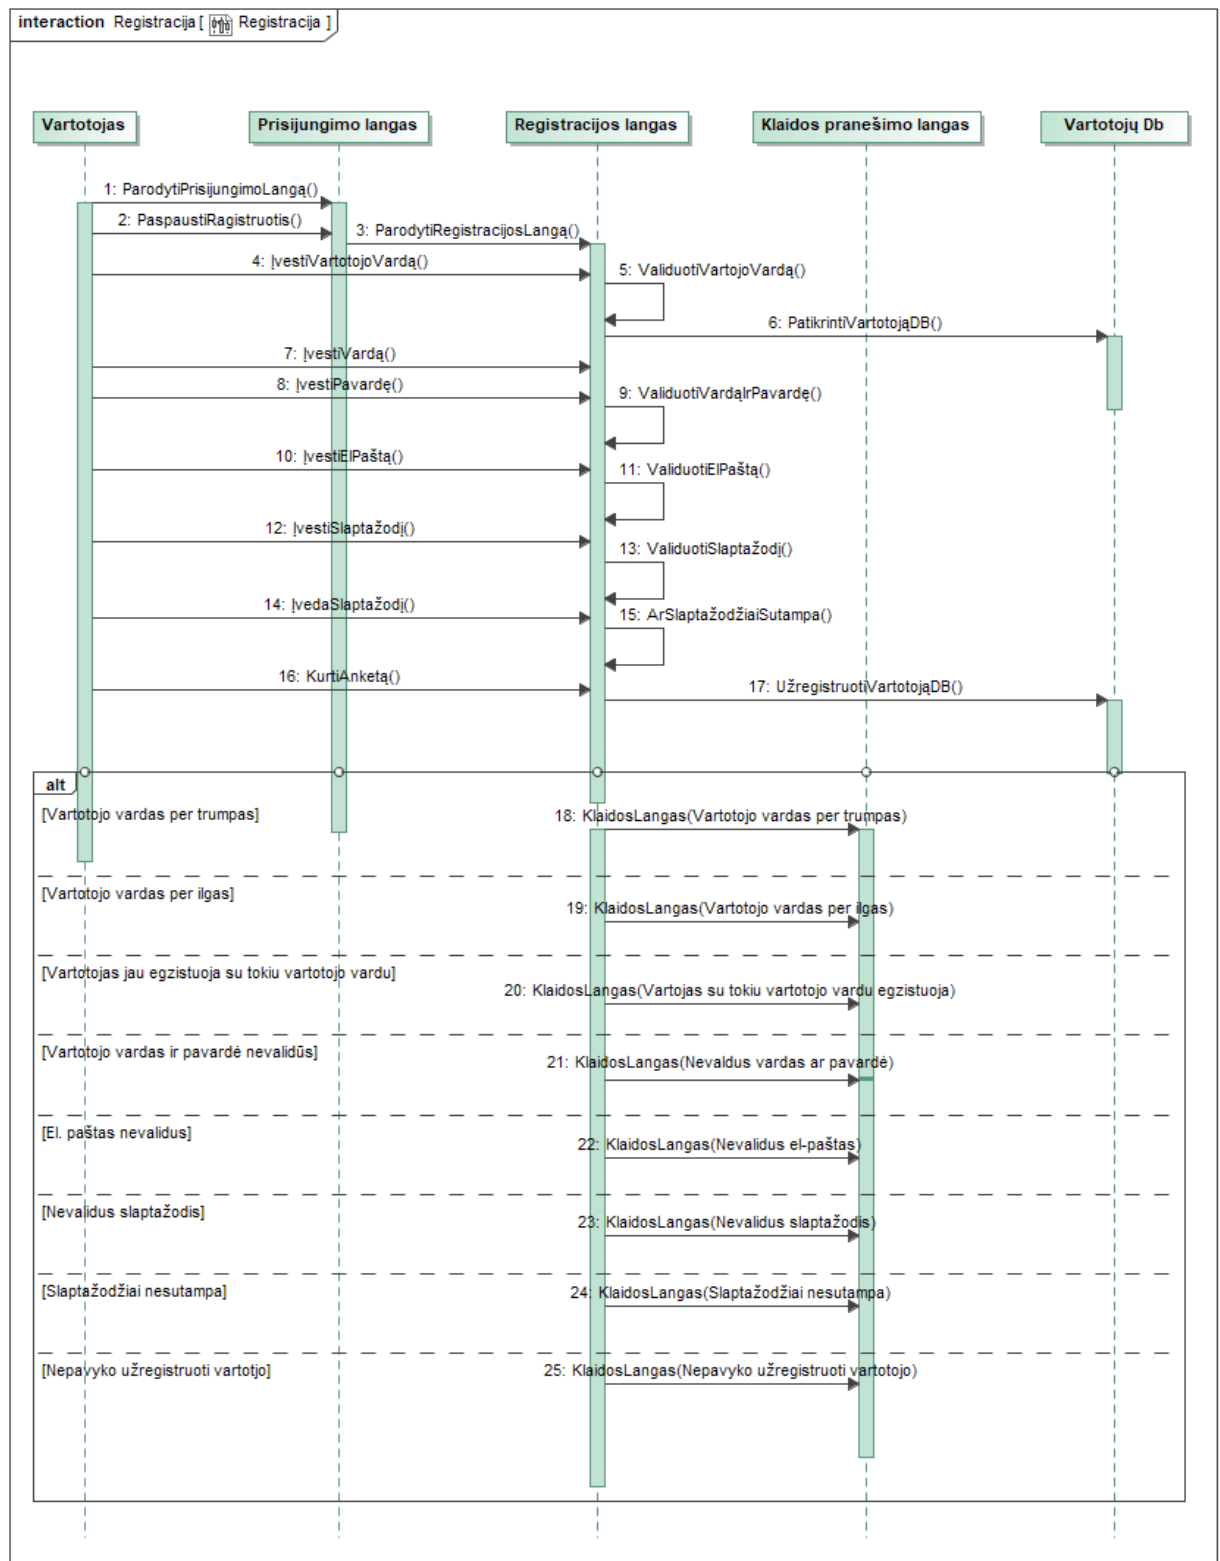 interaction Registracija [ Registracija ]
Vartotojas
Prisijungimo langas
Registracijos langas
Klaidos pranešimo langas
Vartotojų Db
1: ParodytiPrisijungimoLangą()
2: PaspaustiRagistruotis()
3: ParodytiRegistracijosLangą()
4: ĮvestiVartotojoVardą()
5: ValiduotiVartojoVardą()
6: PatikrintiVartotojąDB()
7: ĮvestiVardą()
8: ĮvestiPavardę()
9: ValiduotiVardąIrPavardę()
10: ĮvestiElPaštą()
11: ValiduotiElPaštą()
12: ĮvestiSlaptažodį()
13: ValiduotiSlaptažodį()
14: ĮvedaSlaptažodį()
15: ArSlaptažodžiaiSutampa()
16: KurtiAnketą()
17: UžregistruotiVartotojąDB()
alt
[Vartotojo vardas per trumpas]
18: KlaidosLangas(Vartotojo vardas per trumpas)
[Vartotojo vardas per ilgas]
19: KlaidosLangas(Vartotojo vardas per ilgas)
[Vartotojas jau egzistuoja su tokiu vartotojo vardu]
20: KlaidosLangas(Vartojas su tokiu vartotojo vardu egzistuoja)
[Vartotojo vardas ir pavardė nevalidūs]
21: KlaidosLangas(Nevaldus vardas ar pavardė)
[El. paštas nevalidus]
22: KlaidosLangas(Nevalidus el-paštas)
[Nevalidus slaptažodis]
23: KlaidosLangas(Nevalidus slaptažodis)
[Slaptažodžiai nesutampa]
24: KlaidosLangas(Slaptažodžiai nesutampa)
[Nepavyko užregistruoti vartotjo]
25: KlaidosLangas(Nepavyko užregistruoti vartotojo)